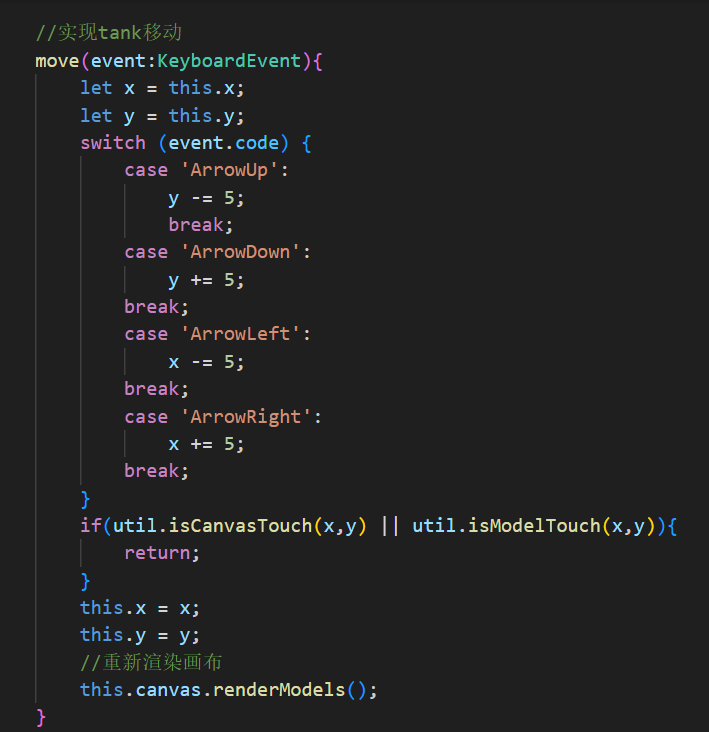 //实现tank移动
move(event:KeyboardEvent){
let x = this.x;
let y = this.y;
switch (event.code) {
case 'ArrowUp':
y -= 5;
break;
case 'ArrowDown':
y += 5;
break;
case 'ArrowLeft':
x -= 5;
break;
case 'ArrowRight':
x += 5;
break;
}
if(util.isCanvasTouch(x,y) || util.isModelTouch(x,y)){
return;
}
this.x = x;
this.y = y;
//重新渲染画布
this.canvas.renderModels();
}